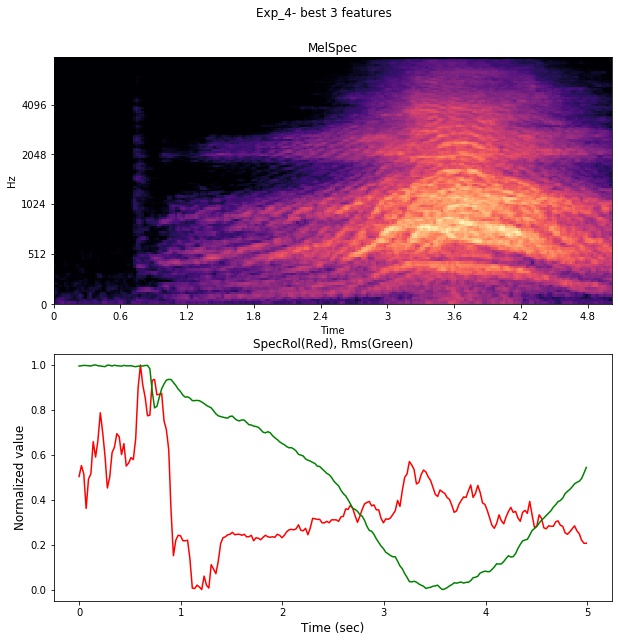 Exp_4- best 3 features
MelSpec
Hz
4096
2048
1024
512
0
0 0.6 1.2 1.8 2.4 3 3.6 4.2 4.8
Time
SpecRol(Red), Rms(Green)
Normalized value
1.0
0.8
0.6
0.4
0.2
0.0
0 1 2 3 4 5
Time (sec)